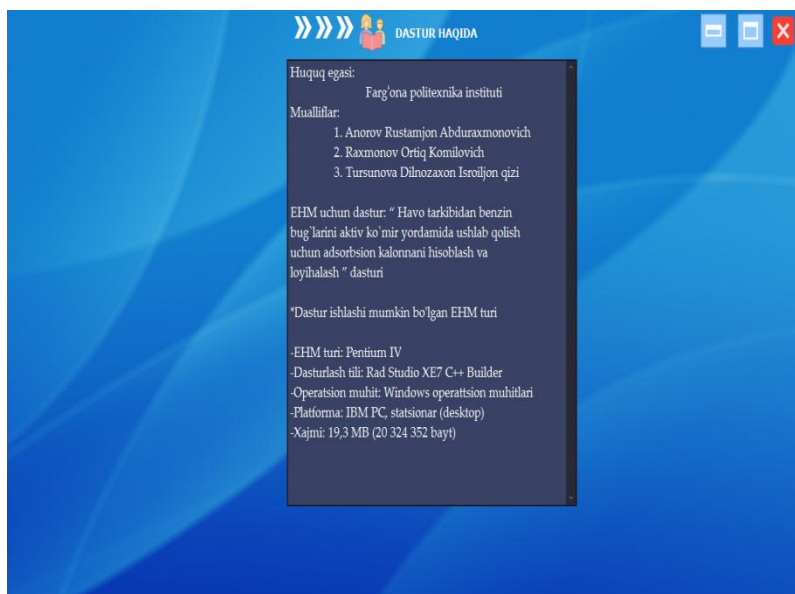 DASTUR HAQIDA
Huquq egasi:
Farg'ona politexnika instituti
Mualliflar:
1. Anorov Rustamjon Abduraxmonovich
2. Raxmonov Ortiq Komilovich
3. Tursunova Dilnozaxon Isroiljon qizi
EHM uchun dastur: “ Havo tarkibidan benzin
bug`larini aktiv ko`mir yordamida ushlab qolish
uchun adsorbsion kalonnani hisoblash va
loyihalash ” dasturi
*Dastur ishlashi mumkin bo'lgan EHM turi
-EHM turi: Pentium IV
-Dasturlash tili: Rad Studio XE7 C++ Builder
-Operatsion muhit: Windows operattsion muhitlari
-Platforma: IBM PC, statsionar (desktop)
-Xajmi: 19,3 MB (20 324 352 bayt)